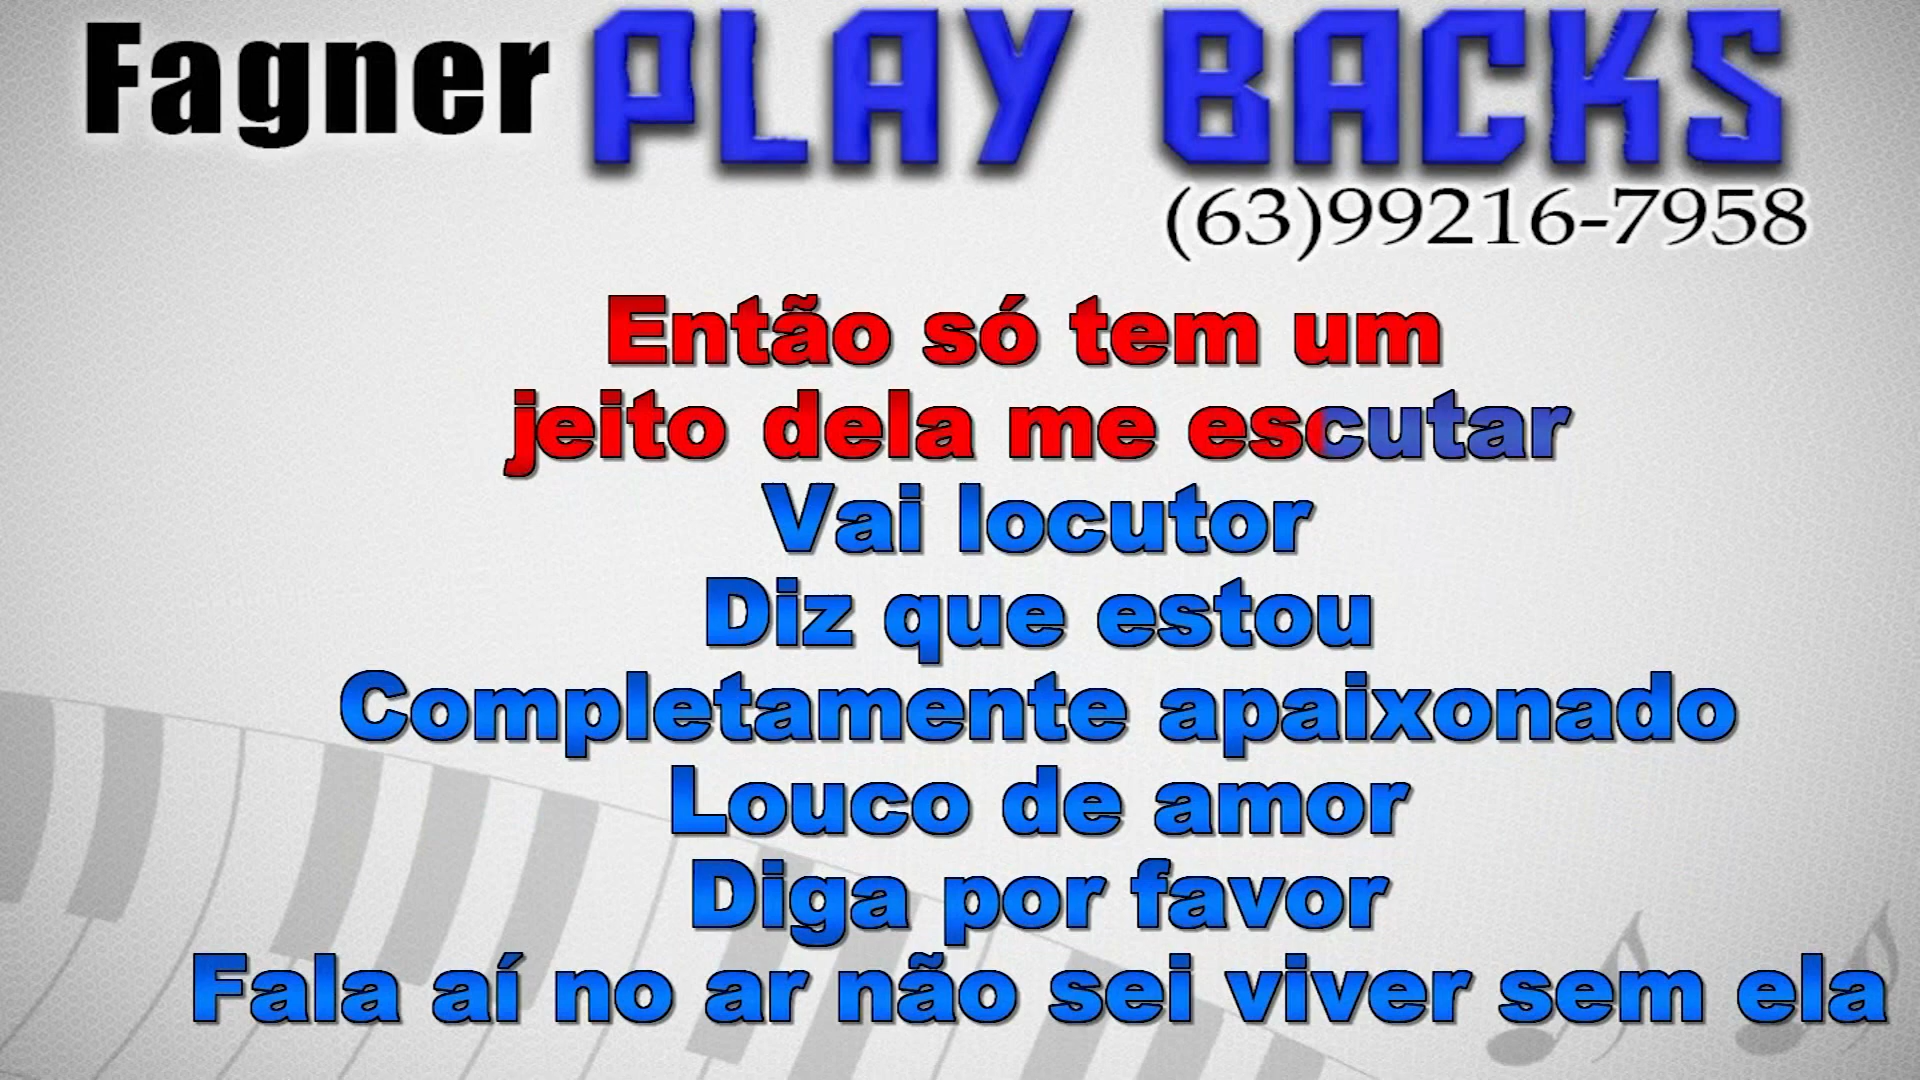 Fagner PLAY BACKS
(63)99216-7958
Então só tem um
jeito dela me escutar
Vai locutor
Diz que estou
Completamente apaixonado
Louco de amor
Diga por favor
Fala aí no ar não sei viver sem ela